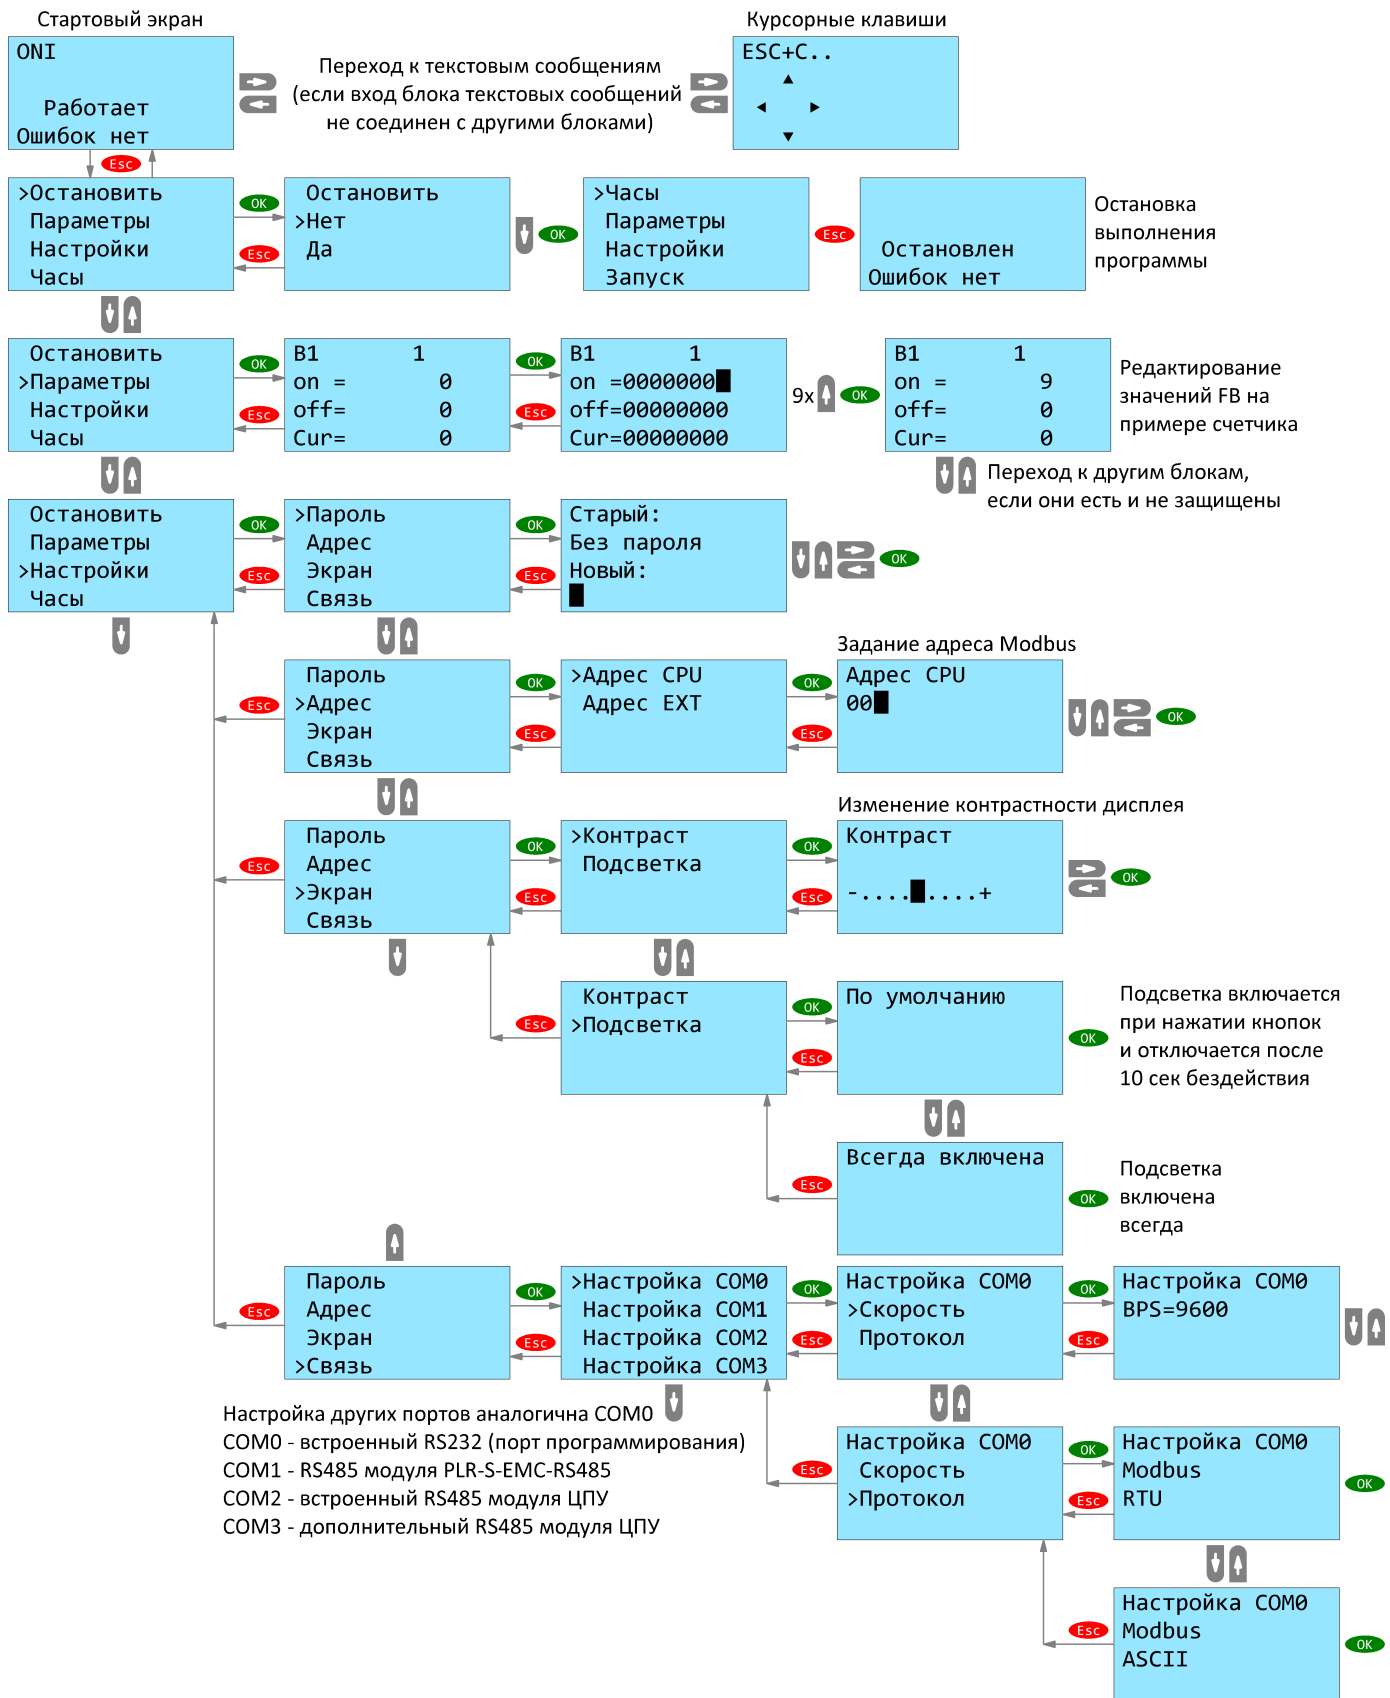 Стартовый экран
Курсорные клавиши
ONI
Работает
Ошибок нет
Переход к текстовым сообщениям
(если вход блока текстовых сообщений
не соединен с другими блоками)
ESC+C..
Esc
>Остановить
Параметры
Настройки
Часы
OK
Esc
Остановить
>Нет
Да
OK
>Часы
Параметры
Настройки
Запуск
Esc
Остановлен
Ошибок нет
Остановка
выполнения
программы
Остановить
>Параметры
Настройки
Часы
OK
Esc
B1 1
on = 0
off= 0
Cur= 0
OK
Esc
B1 1
on =0000000
off=00000000
Cur=00000000
9x
OK
B1 1
on = 9
off= 0
Cur= 0
Редактирование
значений FB на
примере счетчика
Переход к другим блокам,
если они есть и не защищены
Остановить
Параметры
>Настройки
Часы
OK
Esc
>Пароль
Адрес
Экран
Связь
OK
Esc
Старый:
Без пароля
Новый:
OK
Задание адреса Modbus
Esc
Пароль
>Адрес
Экран
Связь
OK
Esc
>Адрес CPU
Адрес EXT
OK
Esc
Адрес CPU
00
OK
Изменение контрастности дисплея
Esc
Пароль
Адрес
>Экран
Связь
OK
Esc
>Контраст
Подсветка
OK
Esc
Контраст
-........+
OK
Esc
Контраст
>Подсветка
OK
Esc
По умолчанию
OK
Подсветка включается
при нажатии кнопок
и отключается после
10 сек бездействия
Esc
Всегда включена
OK
Подсветка
включена
всегда
Esc
Пароль
Адрес
Экран
>Связь
OK
Esc
>Настройка COM0
Настройка COM1
Настройка COM2
Настройка COM3
OK
Esc
Настройка COM0
>Скорость
Протокол
OK
Esc
Настройка COM0
BPS=9600
Настройка других портов аналогична COM0
COM0 - встроенный RS232 (порт программирования)
COM1 - RS485 модуля PLR-S-EMC-RS485
COM2 - встроенный RS485 модуля ЦПУ
COM3 - дополнительный RS485 модуля ЦПУ
Esc
Настройка COM0
Скорость
>Протокол
OK
Esc
Настройка COM0
Modbus
RTU
OK
Esc
Настройка COM0
Modbus
ASCII
OK